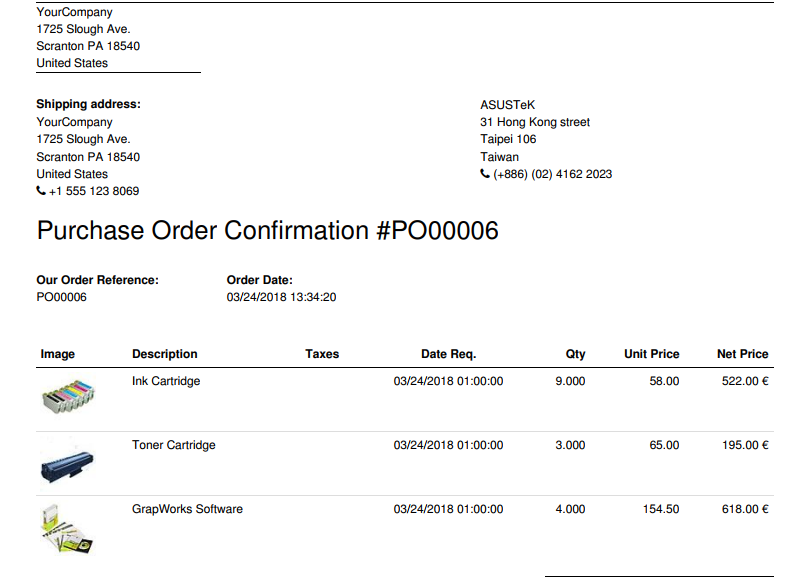 YourCompany
1725 Slough Ave.
Scranton PA 18540
United States
Shipping address:
YourCompany
1725 Slough Ave.
Scranton PA 18540
United States
+1 555 123 8069
ASUSTeK
31 Hong Kong street
Taipei 106
Taiwan
(+886) (02) 4162 2023
Purchase Order Confirmation #PO00006
Our Order Reference: Order Date:
PO00006 03/24/2018 13:34:20
Image Description Taxes Date Req. Qty Unit Price Net Price
Ink Cartridge 03/24/2018 01:00:00 9.000 58.00 522.00 €
Toner Cartridge 03/24/2018 01:00:00 3.000 65.00 195.00 €
GrapWorks Software 03/24/2018 01:00:00 4.000 154.50 618.00 €